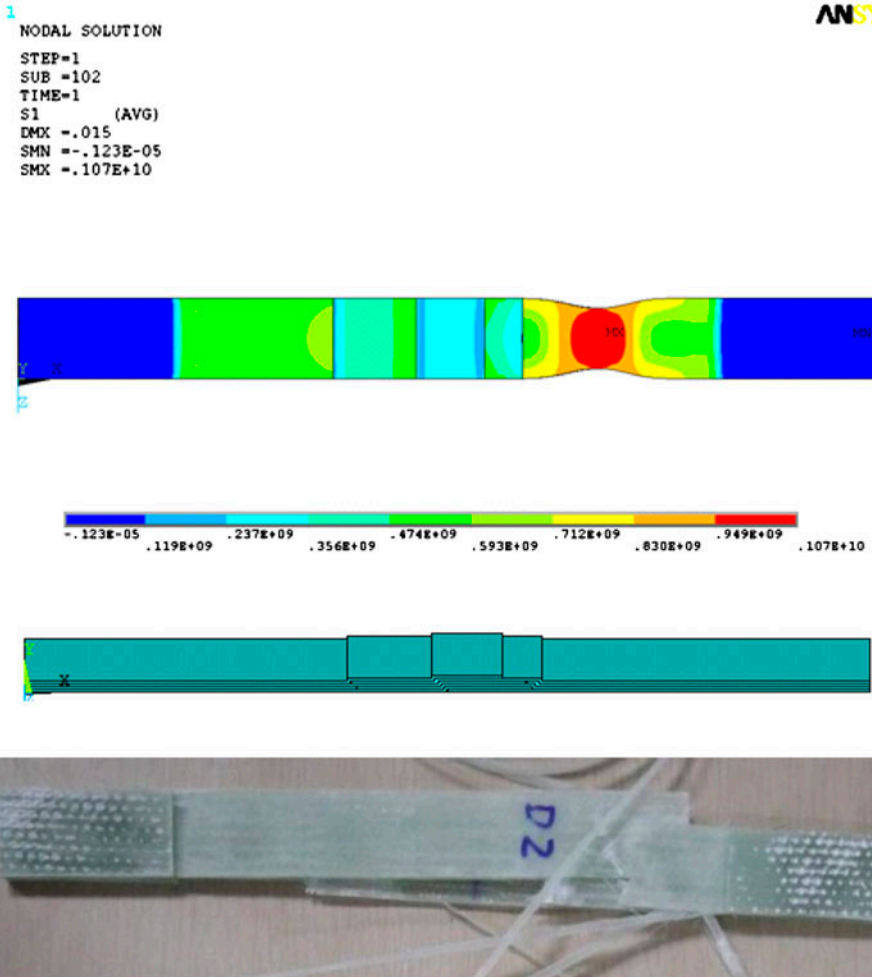 1
ANSY
NODAL SOLUTION
STEP=1
SUB =102
TIME=1
S1 (AVG)
DMX =.015
SMN =-.123E-05
SMX =.107E+10
MX
Y
X
Z
-.123E-05
.119E+09
.237E+09
.356E+09
.474E+09
.593E+09
.712E+09
.830E+09
.949E+09
.107E+10
Y
X
D2